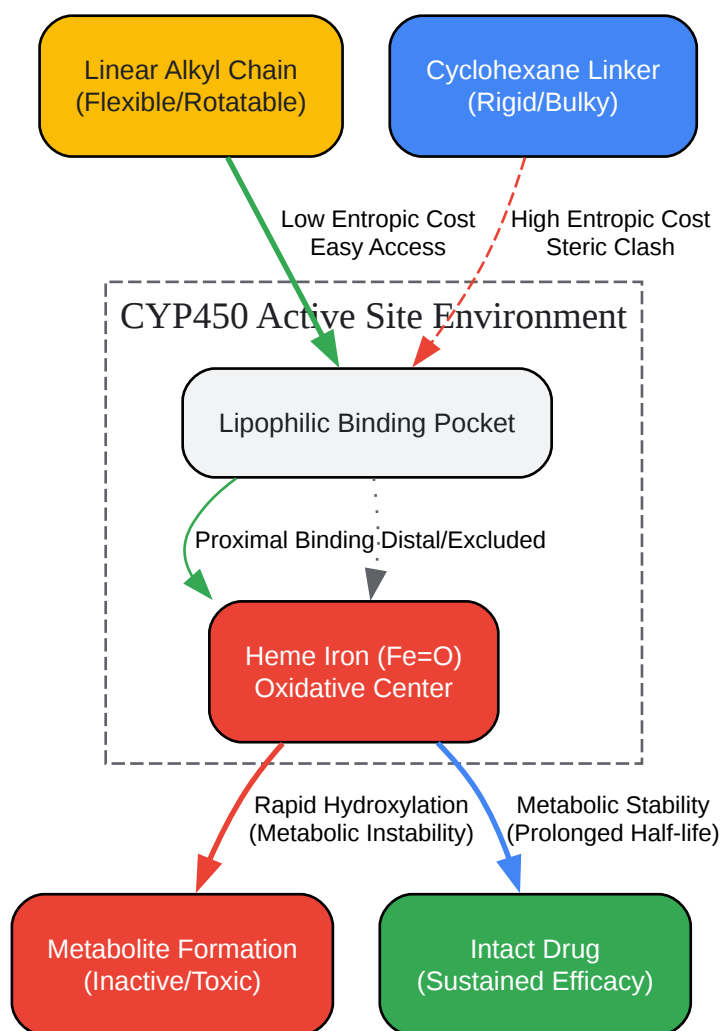 Linear Alkyl Chain
(Flexible/Rotatable)
Cyclohexane Linker
(Rigid/Bulky)
Low Entropic Cost
Easy Access
High Entropic Cost
Steric Clash
CYP450 Active Site Environment
Lipophilic Binding Pocket
Proximal Binding
Distal/Excluded
Heme Iron (Fe=O)
Oxidative Center
Rapid Hydroxylation
(Metabolic Instability)
Metabolic Stability
(Prolonged Half-life)
Metabolite Formation
(Inactive/Toxic)
Intact Drug
(Sustained Efficacy)